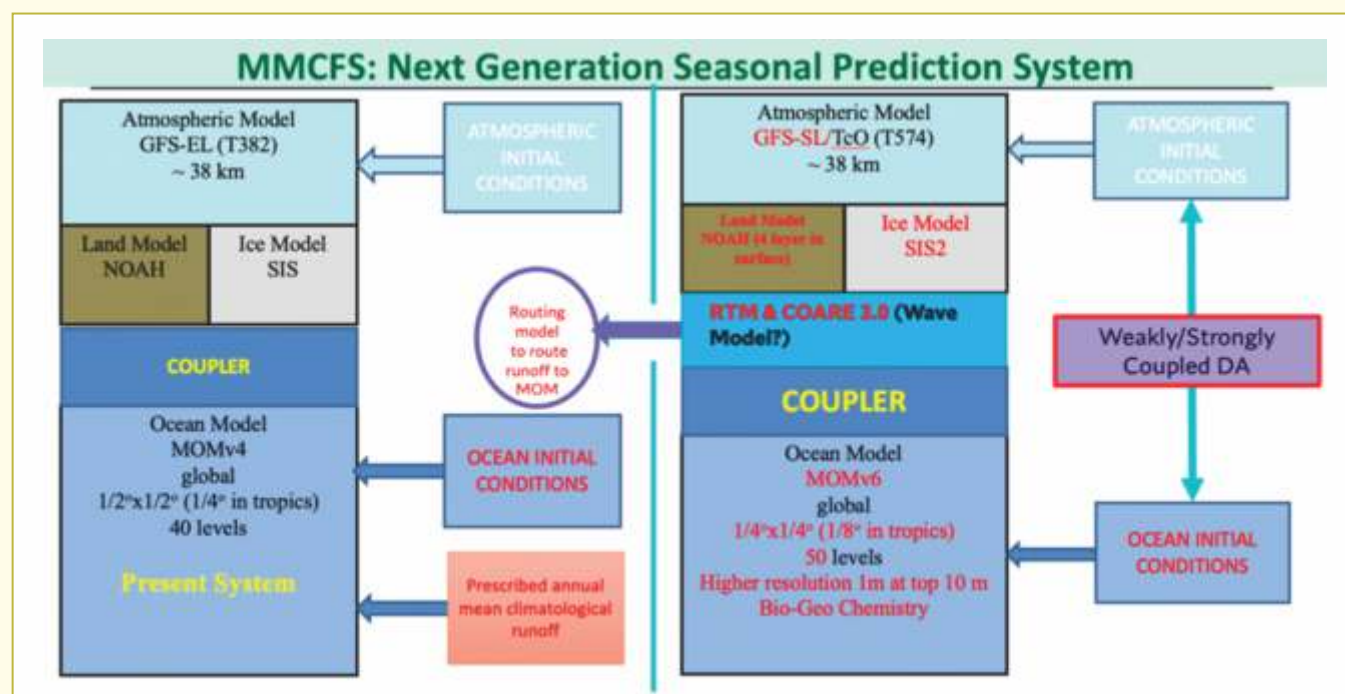 MMCFS: Next Generation Seasonal Prediction System
Atmospheric Model
GFS-EL (T382)
~ 38 km
ATMOSPHERIC
INITIAL
CONDITIONS
Land Model
NOAH
Ice Model
SIS
COUPLER
Ocean Model
MOMv4
global
1/2°x1/2° (1/4° in tropics)
40 levels
Present System
Routing
model
to route
runoff to
MOM
OCEAN INITIAL
CONDITIONS
Prescribed annual
mean climatological
runoff
Atmospheric Model
GFS-SL/TcO (T574)
~ 38 km
ATMOSPHERIC
INITIAL
CONDITIONS
Land Model
NOAH (4 layer in
surface)
Ice Model
SIS2
RTM & COARE 3.0 (Wave
Model?)
Weakly/Strongly
Coupled DA
COUPLER
Ocean Model
MOMv6
global
1/4°x1/4° (1/8° in tropics)
50 levels
Higher resolution 1m at top 10 m
Bio-Geo Chemistry
OCEAN INITIAL
CONDITIONS